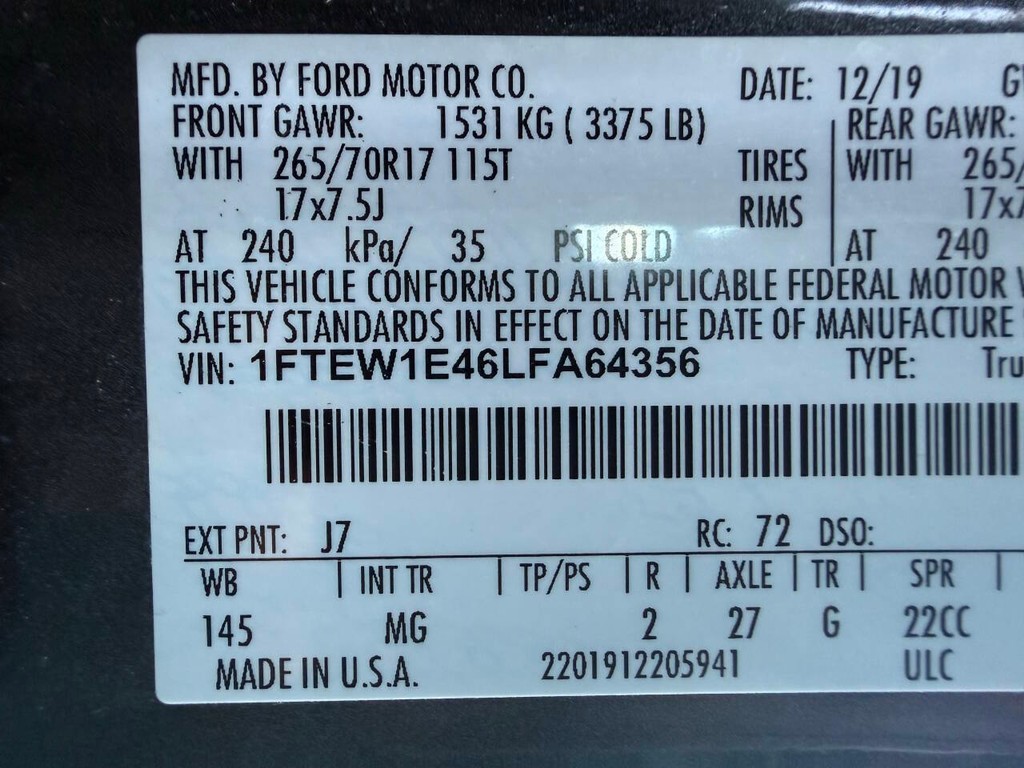 MFD. BY FORD MOTOR CO. DATE: 12/19
FRONT GAWR: 1531 KG ( 3375 LB) REAR GAWR:
WITH 265/70R17 115T TIRES WITH 265/
17x7.5J RIMS 17x7
AT 240 kPa/ 35 PSI COLD AT 240
THIS VEHICLE CONFORMS TO ALL APPLICABLE FEDERAL MOTOR
SAFETY STANDARDS IN EFFECT ON THE DATE OF MANUFACTURE
VIN: 1FTEW1E46LFA64356 TYPE: Tru
EXT PNT: J7 RC: 72 DSO:
WB | INT TR | TP/PS | R | AXLE | TR | SPR |
145 MG 2 27 G 22CC
MADE IN U.S.A. 2201912205941 ULC